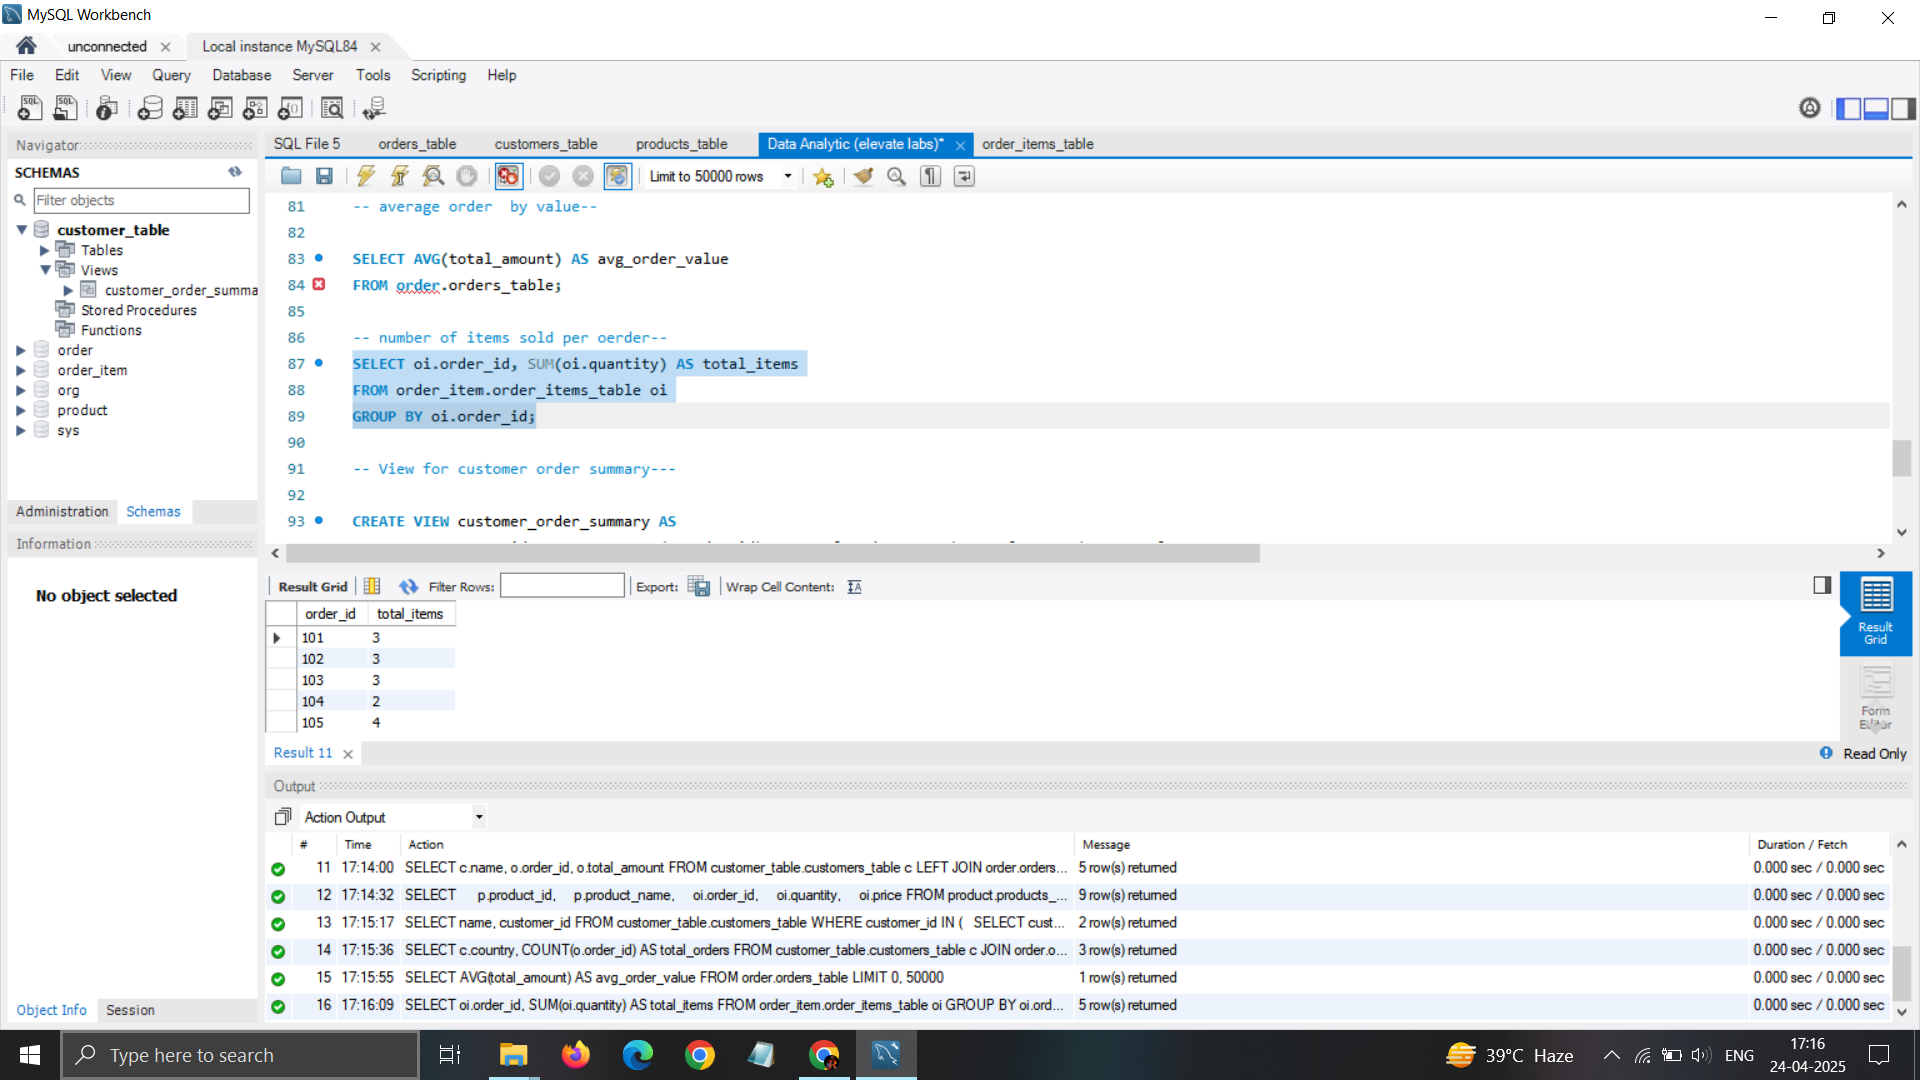 MySQL Workbench
unconnected
Local instance MySQL84
File Edit View Query Database Server Tools Scripting Help
Navigator
SCHEMAS
Filter objects
customer_table
Tables
Views
customer_order_summa
Stored Procedures
Functions
order
order_item
org
product
sys
Administration Schemas
Information
No object selected
Object Info Session
SQL File 5 orders_table customers_table products_table Data Analytic (elevate labs)* order_items_table
Limit to 50000 rows
81 -- average order  by value--
82
83 SELECT AVG(total_amount) AS avg_order_value
84 FROM order.orders_table;
85
86 -- number of items sold per oerder--
87 SELECT oi.order_id, SUM(oi.quantity) AS total_items
88 FROM order_item.order_items_table oi
89 GROUP BY oi.order_id;
90
91 -- View for customer order summary---
92
93 CREATE VIEW customer_order_summary AS
Result Grid Filter Rows: Export: Wrap Cell Content:
order_id total_items
101 3
102 3
103 3
104 2
105 4
Result Grid
Form Editor
Result 11
Read Only
Output
Action Output
# Time Action Message Duration / Fetch
11 17:14:00 SELECT c.name, o.order_id, o.total_amount FROM customer_table.customers_table c LEFT JOIN order.orders... 5 row(s) returned 0.000 sec / 0.000 sec
12 17:14:32 SELECT p.product_id, p.product_name, oi.order_id, oi.quantity, oi.price FROM product.products_... 9 row(s) returned 0.000 sec / 0.000 sec
13 17:15:17 SELECT name, customer_id FROM customer_table.customers_table WHERE customer_id IN ( SELECT cust... 2 row(s) returned 0.000 sec / 0.000 sec
14 17:15:36 SELECT c.country, COUNT(o.order_id) AS total_orders FROM customer_table.customers_table c JOIN order.o... 3 row(s) returned 0.000 sec / 0.000 sec
15 17:15:55 SELECT AVG(total_amount) AS avg_order_value FROM order.orders_table LIMIT 0, 50000 1 row(s) returned 0.000 sec / 0.000 sec
16 17:16:09 SELECT oi.order_id, SUM(oi.quantity) AS total_items FROM order_item.order_items_table oi GROUP BY oi.ord... 5 row(s) returned 0.000 sec / 0.000 sec
Type here to search
39°C Haze
ENG
17:16
24-04-2025